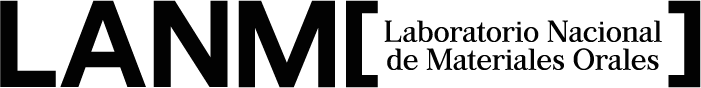 LANM[
Laboratorio Nacional
de Materiales Orales
]